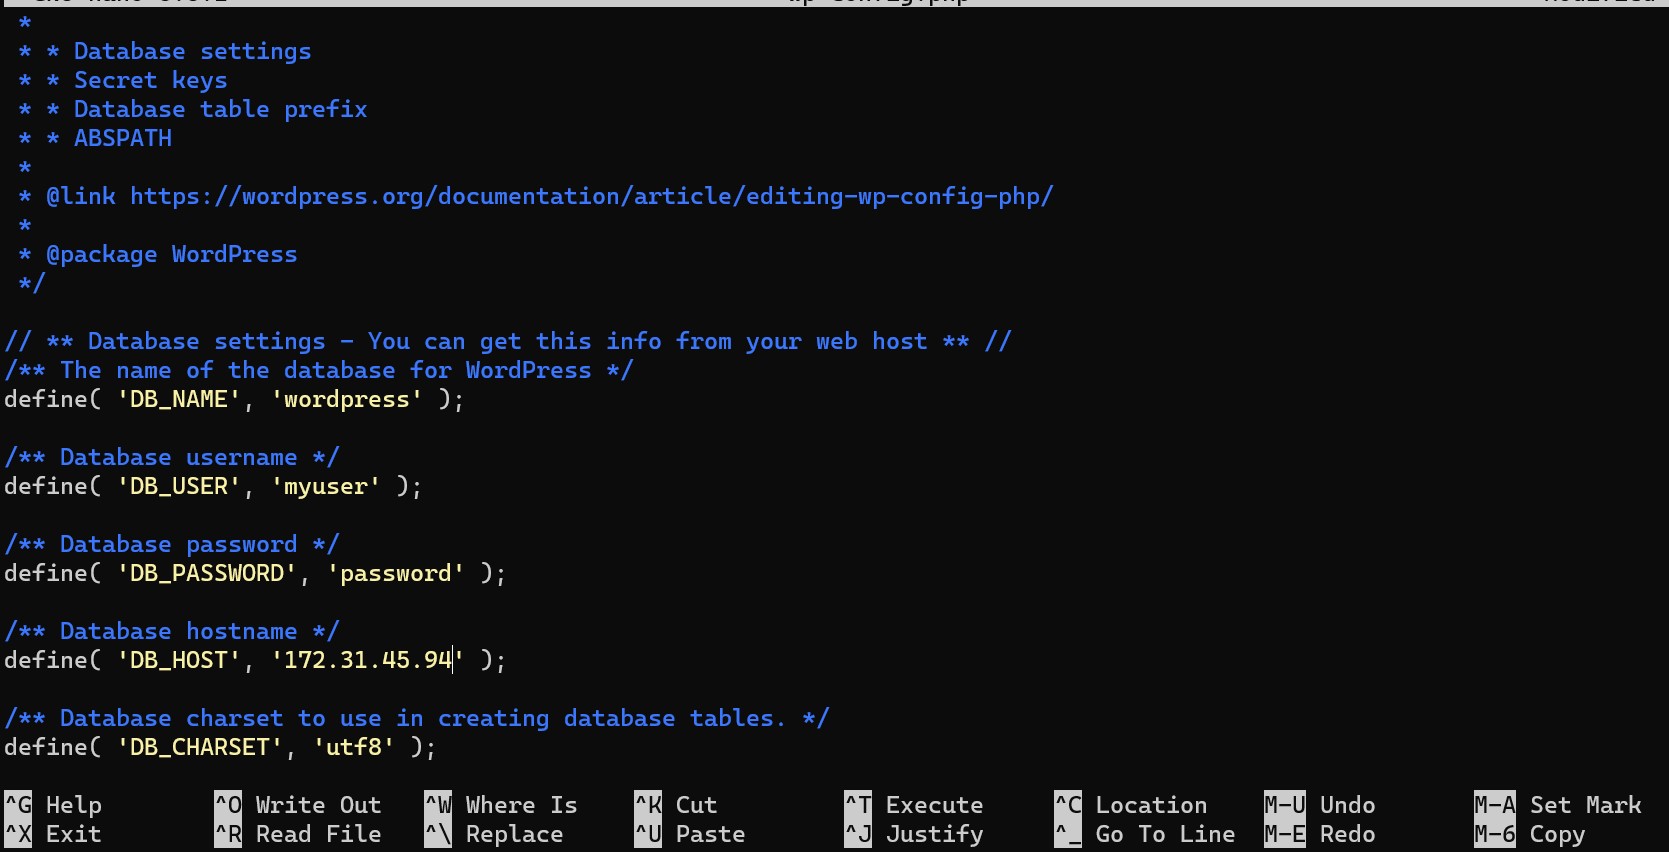 *
* * Database settings
* * Secret keys
* * Database table prefix
* * ABSPATH
*
* @link https://wordpress.org/documentation/article/editing-wp-config-php/
*
* @package WordPress
*/
// ** Database settings - You can get this info from your web host ** //
/** The name of the database for WordPress */
define( 'DB_NAME', 'wordpress' );
/** Database username */
define( 'DB_USER', 'myuser' );
/** Database password */
define( 'DB_PASSWORD', 'password' );
/** Database hostname */
define( 'DB_HOST', '172.31.45.94' );
/** Database charset to use in creating database tables. */
define( 'DB_CHARSET', 'utf8' );
^G Help ^O Write Out ^W Where Is ^K Cut ^T Execute ^C Location M-U Undo M-A Set Mark
^X Exit ^R Read File ^\ Replace ^U Paste ^J Justify ^_ Go To Line M-E Redo M-6 Copy